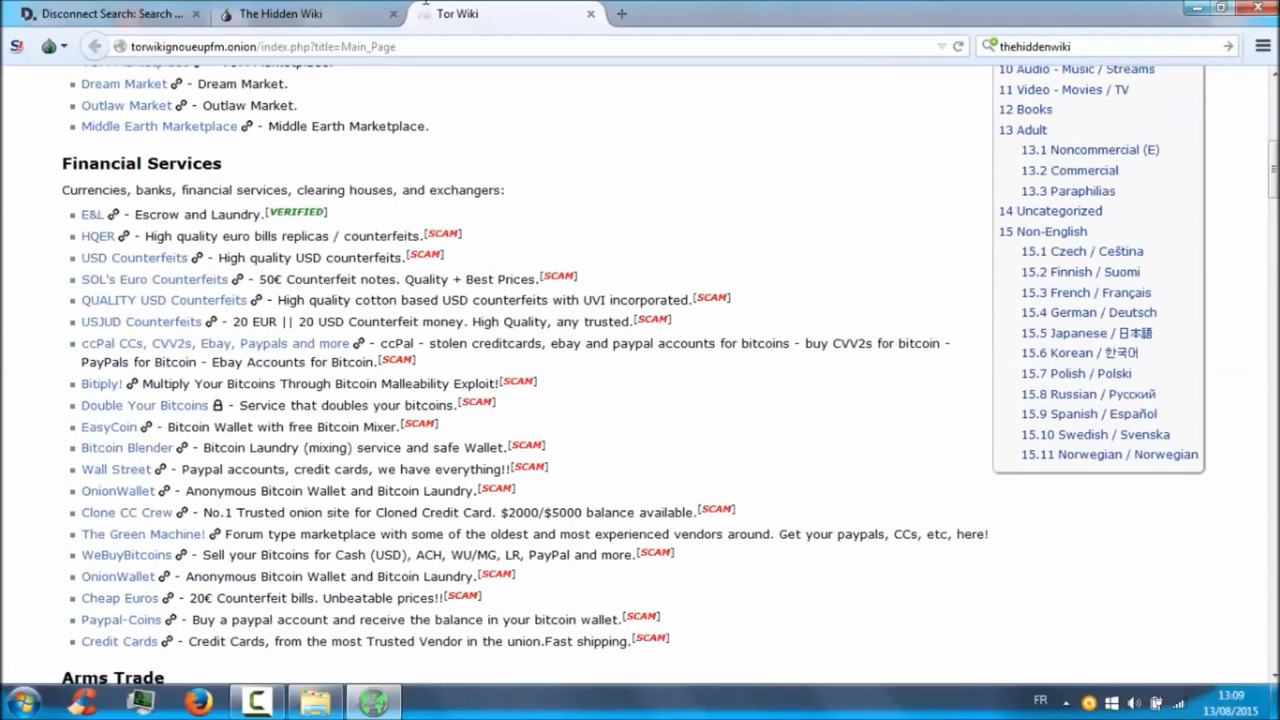 Disconnect Search: Search ...
The Hidden Wiki
Tor Wiki
torwikignoueupfm.onion/index.php?title=Main_Page
thehiddenwiki
Dream Market - Dream Market.
Outlaw Market - Outlaw Market.
Middle Earth Marketplace - Middle Earth Marketplace.
Financial Services
Currencies, banks, financial services, clearing houses, and exchangers:
E&L - Escrow and Laundry.[VERIFIED]
HQER - High quality euro bills replicas / counterfeits.[SCAM]
USD Counterfeits - High quality USD counterfeits.[SCAM]
SOL's Euro Counterfeits - 50€ Counterfeit notes. Quality + Best Prices.[SCAM]
QUALITY USD Counterfeits - High quality cotton based USD counterfeits with UVI incorporated.[SCAM]
USJUD Counterfeits - 20 EUR || 20 USD Counterfeit money. High Quality, any trusted.[SCAM]
ccPal CCs, CVV2s, Ebay, Paypals and more - ccPal - stolen creditcards, ebay and paypal accounts for bitcoins - buy CVV2s for bitcoin -
PayPals for Bitcoin - Ebay Accounts for Bitcoin.[SCAM]
Bitiply! Multiply Your Bitcoins Through Bitcoin Malleability Exploit![SCAM]
Double Your Bitcoins - Service that doubles your bitcoins.[SCAM]
EasyCoin - Bitcoin Wallet with free Bitcoin Mixer.[SCAM]
Bitcoin Blender - Bitcoin Laundry (mixing) service and safe Wallet.[SCAM]
Wall Street - Paypal accounts, credit cards, we have everything!![SCAM]
OnionWallet - Anonymous Bitcoin Wallet and Bitcoin Laundry.[SCAM]
Clone CC Crew - No.1 Trusted onion site for Cloned Credit Card. $2000/$5000 balance available.[SCAM]
The Green Machine! Forum type marketplace with some of the oldest and most experienced vendors around. Get your paypals, CCs, etc, here!
WeBuyBitcoins - Sell your Bitcoins for Cash (USD), ACH, WU/MG, LR, PayPal and more.[SCAM]
OnionWallet - Anonymous Bitcoin Wallet and Bitcoin Laundry.[SCAM]
Cheap Euros - 20€ Counterfeit bills. Unbeatable prices!![SCAM]
Paypal-Coins - Buy a paypal account and receive the balance in your bitcoin wallet.[SCAM]
Credit Cards - Credit Cards, from the most Trusted Vendor in the union.Fast shipping.[SCAM]
Arms Trade
10 Audio - Music / Streams
11 Video - Movies / TV
12 Books
13 Adult
13.1 Noncommercial (E)
13.2 Commercial
13.3 Paraphilias
14 Uncategorized
15 Non-English
15.1 Czech / Čeština
15.2 Finnish / Suomi
15.3 French / Français
15.4 German / Deutsch
15.5 Japanese / 日本語
15.6 Korean / 한국어
15.7 Polish / Polski
15.8 Russian / Русский
15.9 Spanish / Español
15.10 Swedish / Svenska
15.11 Norwegian / Norwegian
FR
13:09
13/08/2015